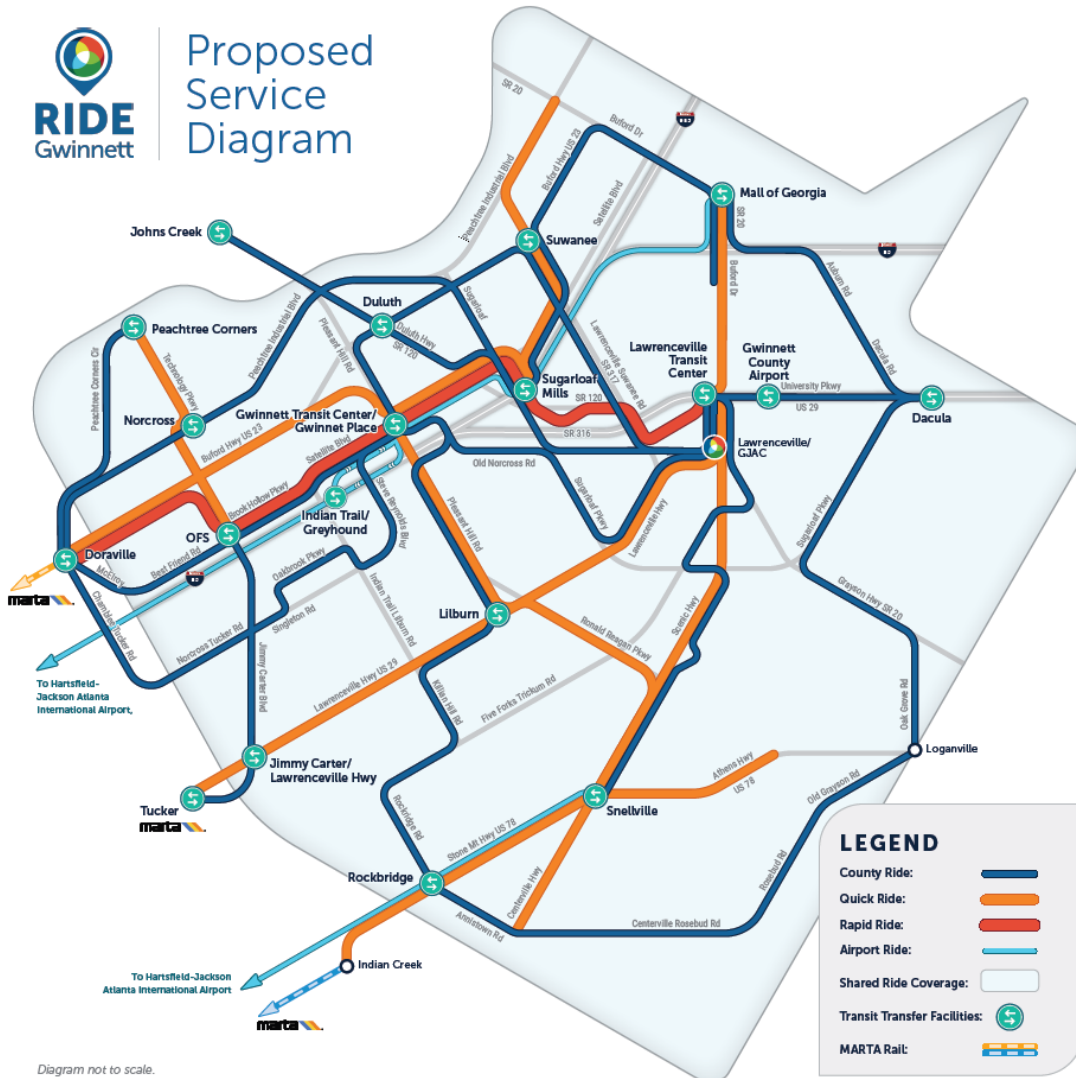 RIDE
Gwinnett
Proposed
Service
Diagram
SR 20
Buford Dr
Peachtree Industrial Blvd
Buford Hwy US 23
Satellite Blvd
Mall of Georgia
SR 20
Johns Creek
Suwanee
Buford Dr
Auburn Rd
Sugarloaf
Duluth
Peachtree Industrial Blvd
Pleasant Hill Rd
Duluth Hwy
SR 120
Peachtree Corners
Peachtree Corners Cir
Technology Pkwy
Lawrenceville Suwanee Rd
SR 317
Lawrenceville
Transit
Center
Gwinnett
County
Airport
Dacula Rd
University Pkwy
US 29
Dacula
Sugarloaf
Mills
SR 120
SR 316
Norcross
Gwinnett Transit Center/
Gwinnet Place
Buford Hwy US 23
Satellite Blvd
Lawrenceville/
GJAC
Old Norcross Rd
Steve Reynolds Blvd
Sugarloaf Pkwy
Brook Hollow Pkwy
Indian Trail/
Greyhound
Pleasant Hill Rd
Lawrenceville Hwy
Sugarloaf Pkwy
OFS
Doraville
McElroy
Best Friend Rd
Oakbrook Pkwy
marta
Chamblee Tucker Rd
Singleton Rd
Norcross Tucker Rd
Indian Trail Lilburn Rd
Lilburn
Ronald Reagan Pkwy
Scenic Hwy
Grayson Hwy SR 20
To Hartsfield-
Jackson Atlanta
International Airport,
Jimmy Carter Blvd
Lawrenceville Hwy US 29
Killian Hill Rd
Five Forks Trickum Rd
Oak Grove Rd
Loganville
Jimmy Carter/
Lawrenceville Hwy
Athens Hwy
US 78
Old Grayson Rd
Tucker
marta
Snellville
Rockridge Rd
Stone Mt Hwy US 78
Rockbridge
Centerville Hwy
Annistown Rd
Centerville Rosebud Rd
Rosebud Rd
Indian Creek
To Hartsfield-Jackson
Atlanta International Airport
marta
LEGEND
County Ride:
Quick Ride:
Rapid Ride:
Airport Ride:
Shared Ride Coverage:
Transit Transfer Facilities:
MARTA Rail:
Diagram not to scale.